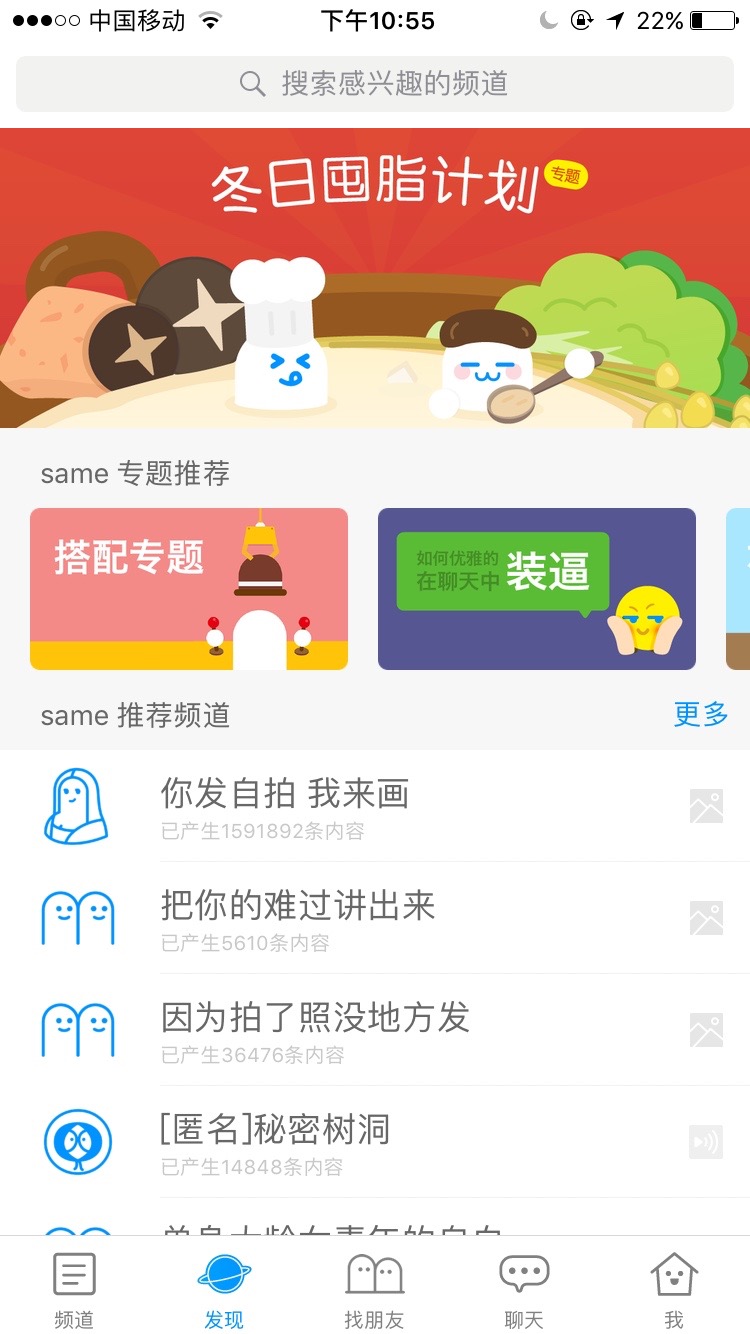 中国移动
下午10:55
22%
搜索感兴趣的频道
冬日囤脂计划
专题
same 专题推荐
搭配专题
如何优雅的
在聊天中
装逼
same 推荐频道
更多
你发自拍 我来画
已产生1591892条内容
把你的难过讲出来
已产生5610条内容
因为拍了照没地方发
已产生36476条内容
[匿名]秘密树洞
已产生14848条内容
频道
发现
找朋友
聊天
我